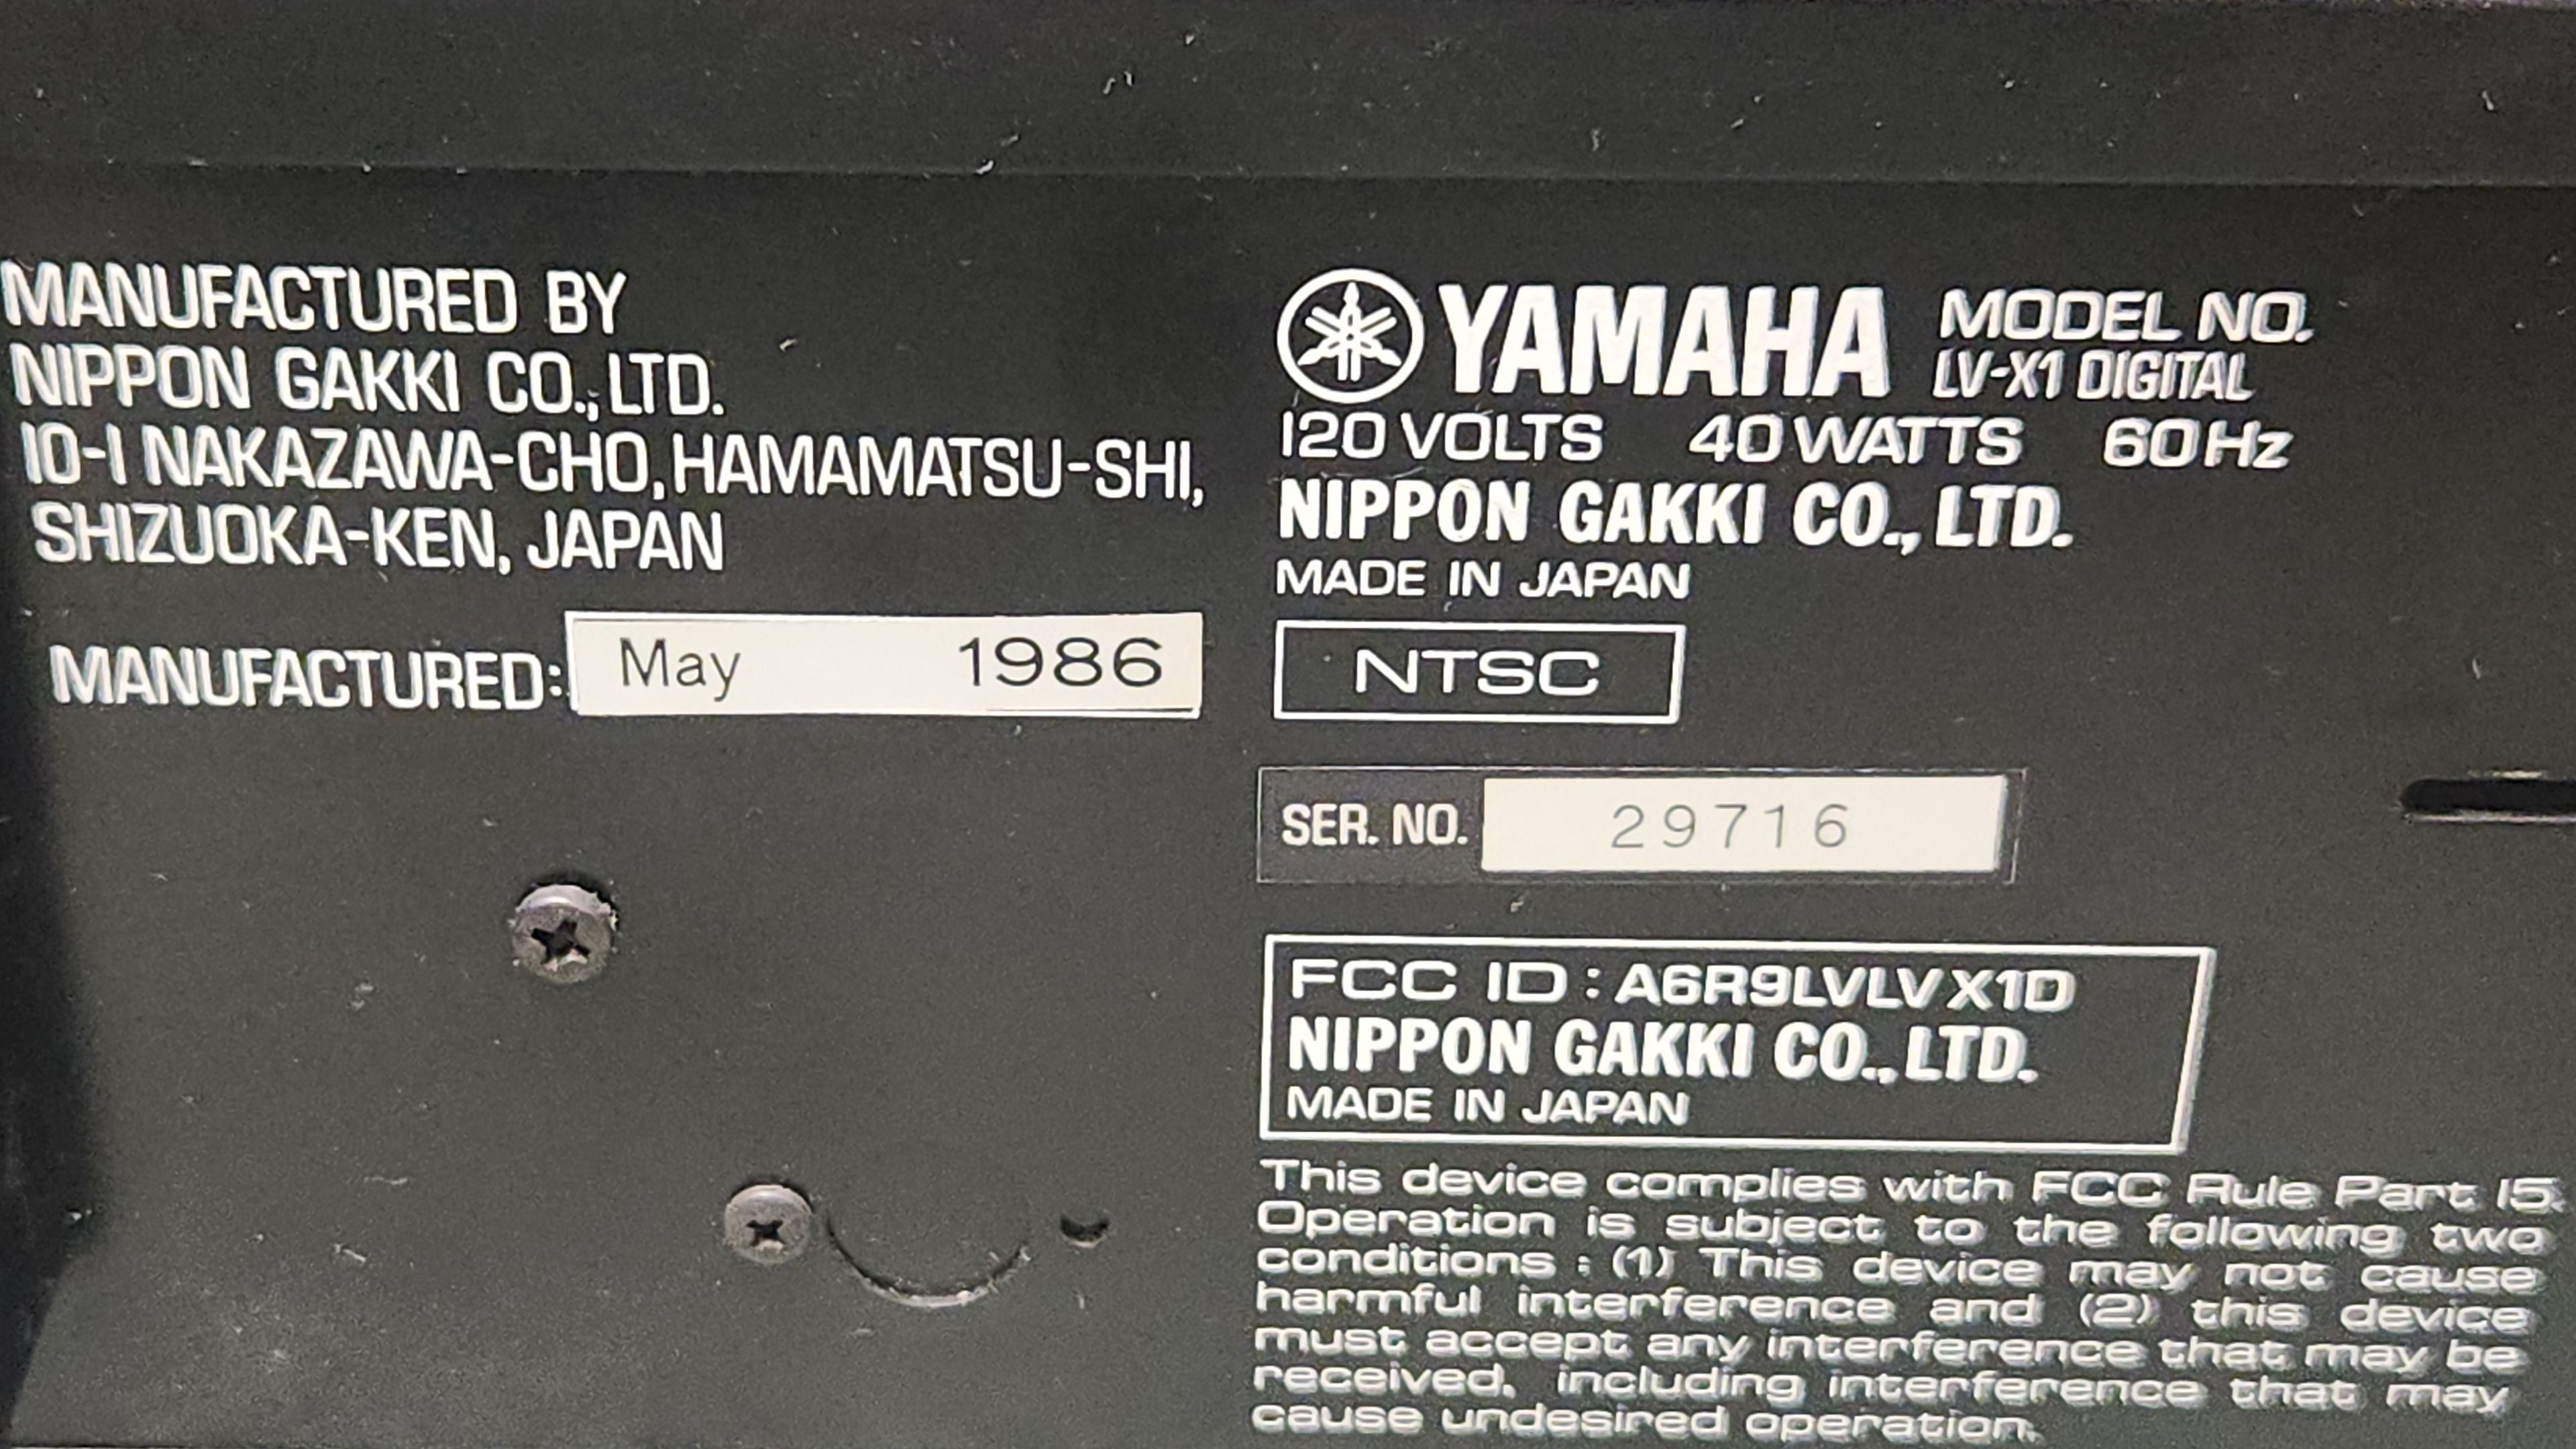 MANUFACTURED BY
NIPPON GAKKI CO., LTD.
10-1 NAKAZAWA-CHO, HAMAMATSU-SHI,
SHIZUOKA-KEN, JAPAN
MANUFACTURED: May 1986
YAMAHA MODEL NO.
LV-X1 DIGITAL
120 VOLTS 40 WATTS 60 Hz
NIPPON GAKKI CO., LTD.
MADE IN JAPAN
NTSC
SER. NO. 29716
FCC ID : A6R9LVLVX1D
NIPPON GAKKI CO., LTD.
MADE IN JAPAN
This device complies with FCC Rule Part 15.
Operation is subject to the following two
conditions : (1) This device may not cause
harmful interference and (2) this device
must accept any interference that may be
received, including interference that may
cause undesired operation.